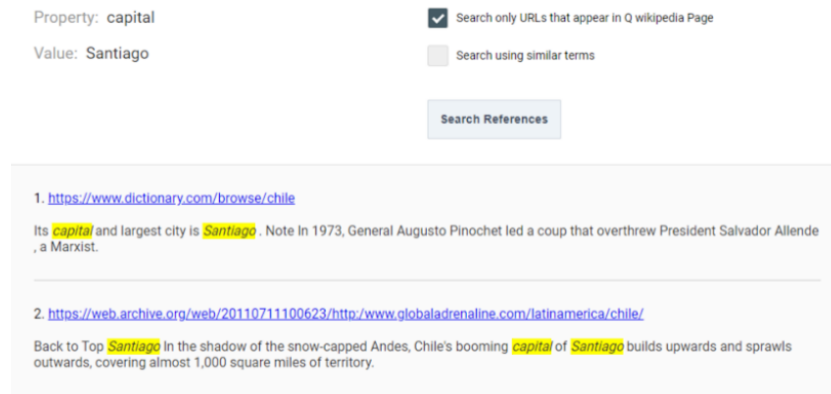 Property: capital
Search only URLs that appear in Q wikipedia Page
Value: Santiago
Search using similar terms
Search References
1. https://www.dictionary.com/browse/chile
Its capital and largest city is Santiago . Note In 1973, General Augusto Pinochet led a coup that overthrew President Salvador Allende
, a Marxist.
2. https://web.archive.org/web/20110711100623/http:/www.globaladrenaline.com/latinamerica/chile/
Back to Top Santiago In the shadow of the snow-capped Andes, Chile's booming capital of Santiago builds upwards and sprawls
outwards, covering almost 1,000 square miles of territory.